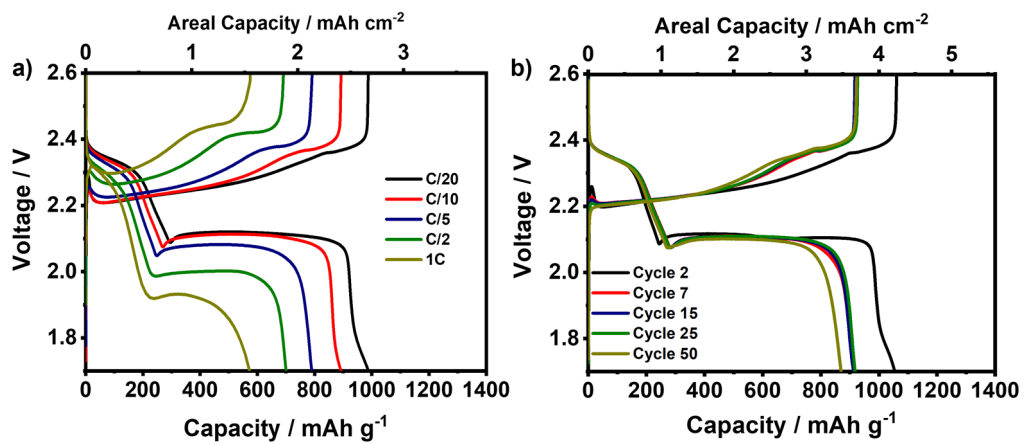 Areal Capacity / mAh cm-2
0 1 2 3
a)
2.6
2.4
2.2
2.0
1.8
Voltage / V
C/20
C/10
C/5
C/2
1C
0 200 400 600 800 1000 1200 1400
Capacity / mAh g-1
Areal Capacity / mAh cm-2
0 1 2 3 4 5
b)
2.6
2.4
2.2
2.0
1.8
Voltage / V
Cycle 2
Cycle 7
Cycle 15
Cycle 25
Cycle 50
0 200 400 600 800 1000 1200 1400
Capacity / mAh g-1